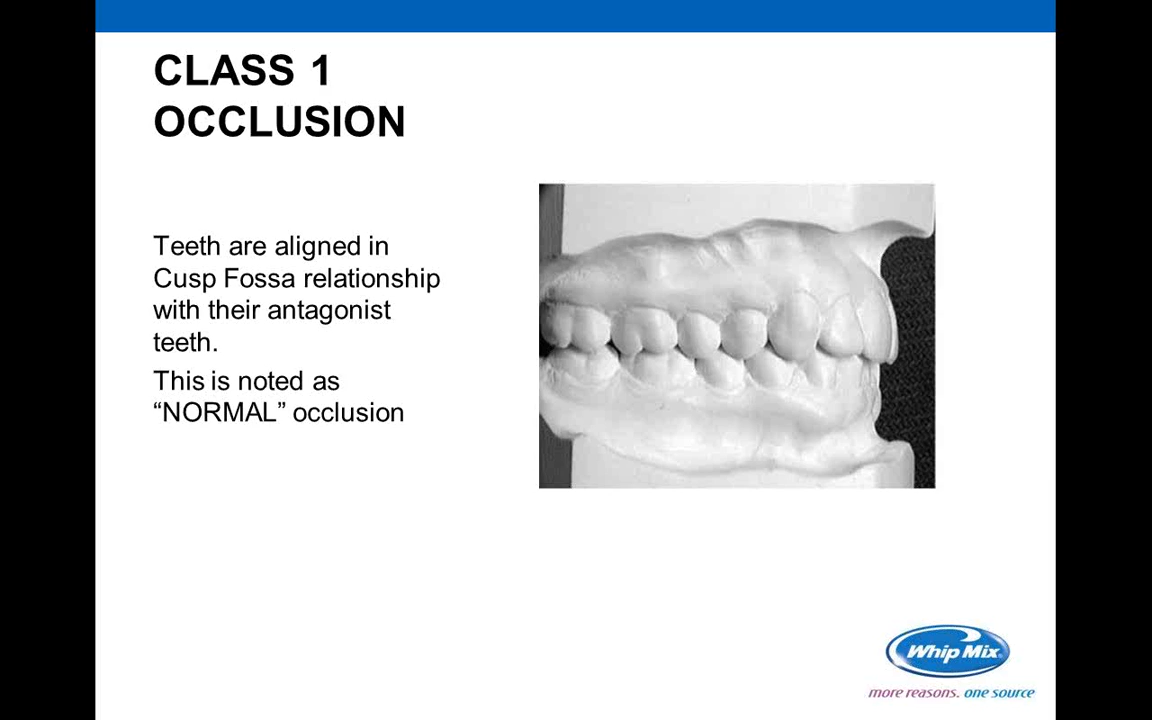 CLASS 1
OCCLUSION
Teeth are aligned in
Cusp Fossa relationship
with their antagonist
teeth.
This is noted as
“NORMAL” occlusion
Whip Mix
more reasons. one source